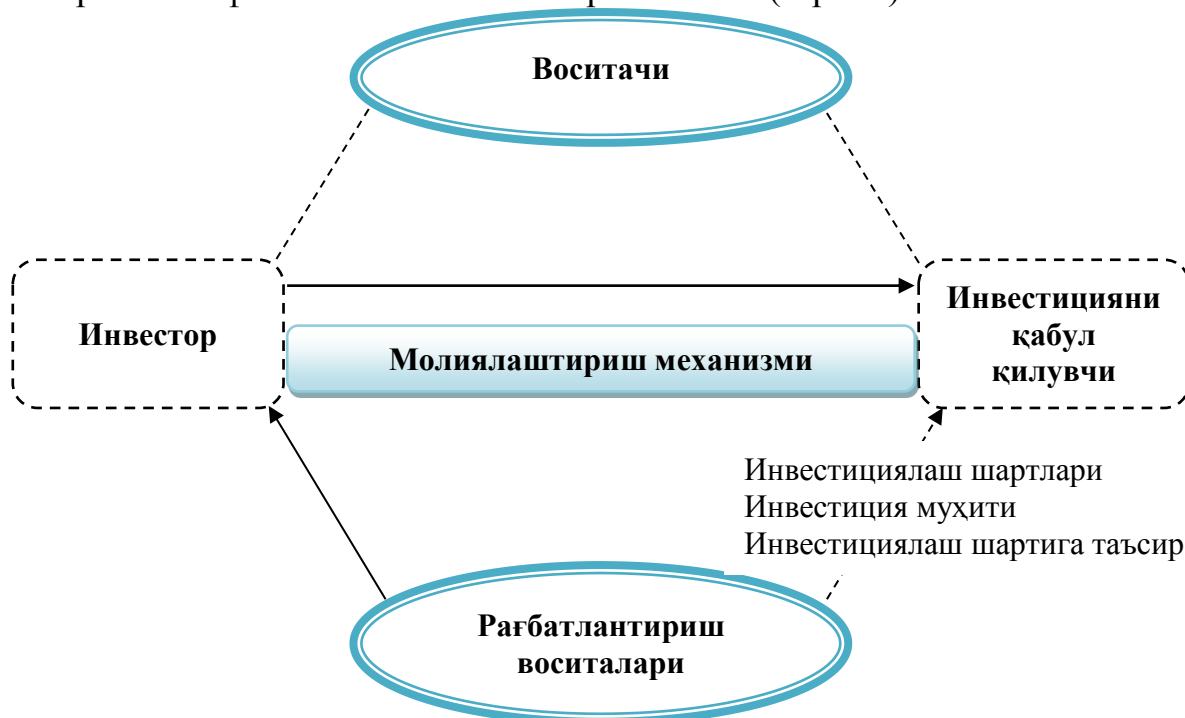 Воситачи
Инвестор
Молиялаштириш механизми
Инвестицияни
қабул
қилувчи
Инвестициялаш шартлари
Инвестиция муҳити
Инвестициялаш шартига таъсир
Рағбатлантириш
воситалари